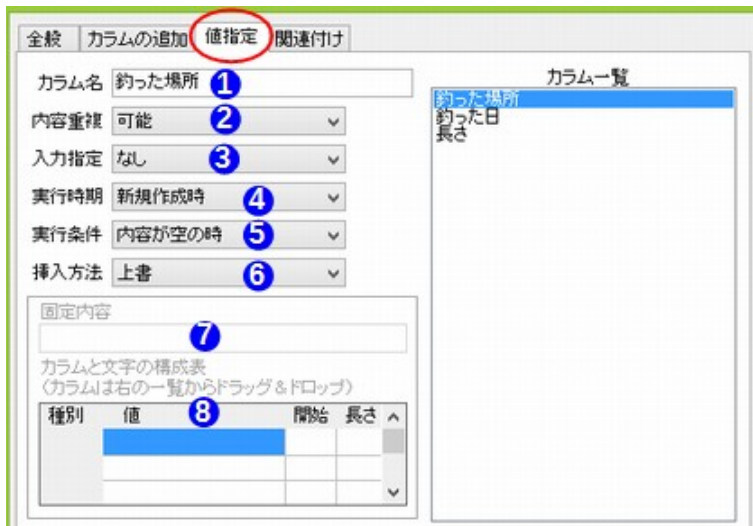 全般 カラムの追加 値指定 関連付け
カラム名 釣った場所 1
内容重複 可能 2
入力指定 なし 3
実行時期 新規作成時 4
実行条件 内容が空の時 5
挿入方法 上書 6
固定内容
7
カラムと文字の構成表
(カラムは右の一覧からドラッグ&ドロップ)
種別 値 8 開始 長さ
カラム一覧
釣った場所
釣った日
長さ